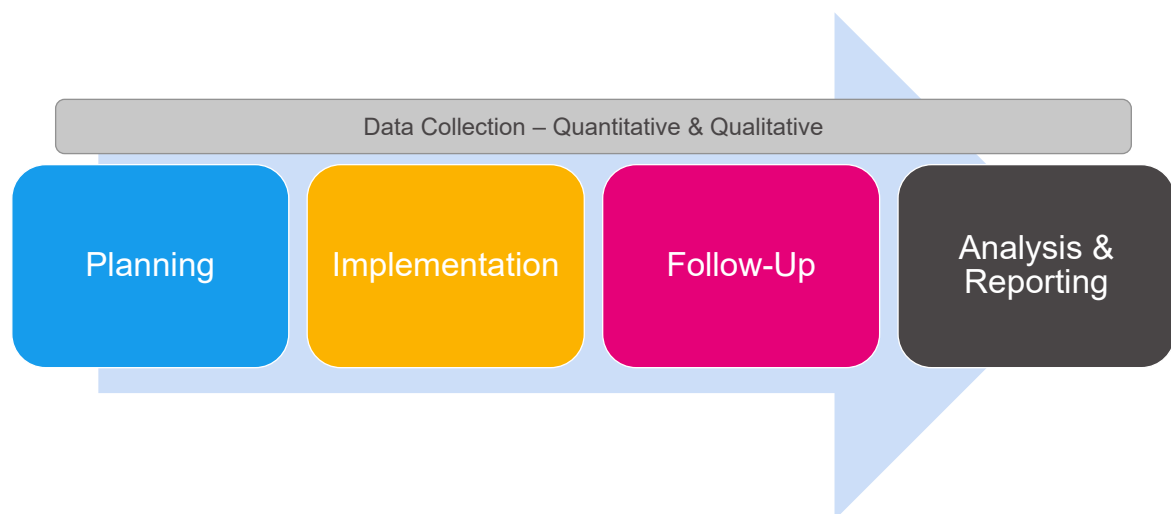 Data Collection – Quantitative & Qualitative
Planning
Implementation
Follow-Up
Analysis &
Reporting